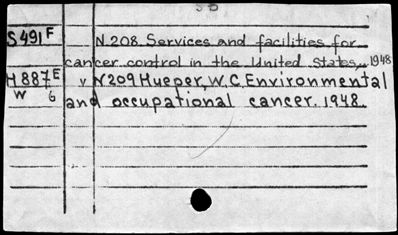 S491F N.208 Services and facilities for
cancer control in the United States, 1948
H887E v N209 Hueper, W.C. Environmental
W 6 and occupational cancer. 1948